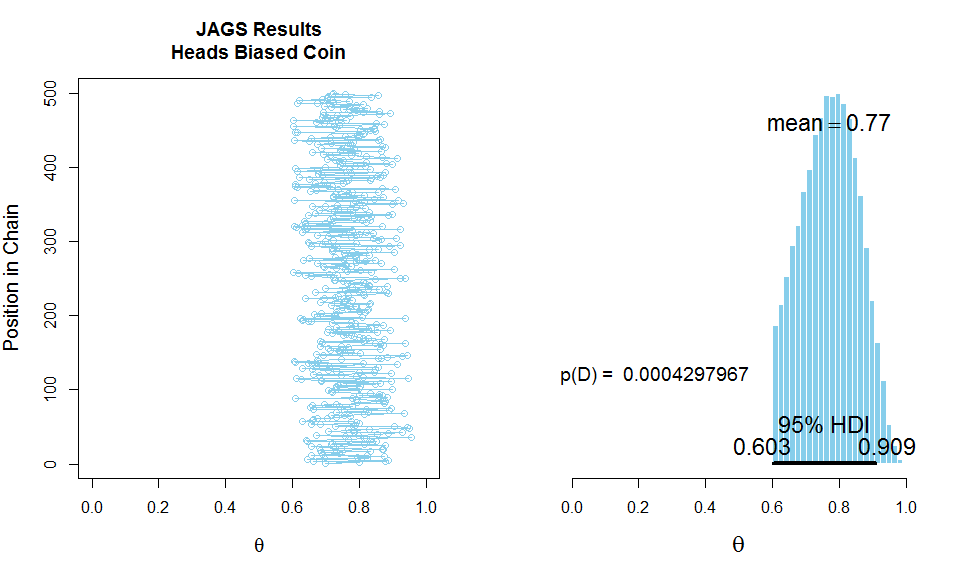 JAGS Results
Heads Biased Coin
Position in Chain
500
400
300
200
100
0
0.0 0.2 0.4 0.6 0.8 1.0
θ
mean = 0.77
p(D) = 0.0004297967
95% HDI
0.603 0.909
0.0 0.2 0.4 0.6 0.8 1.0
θ